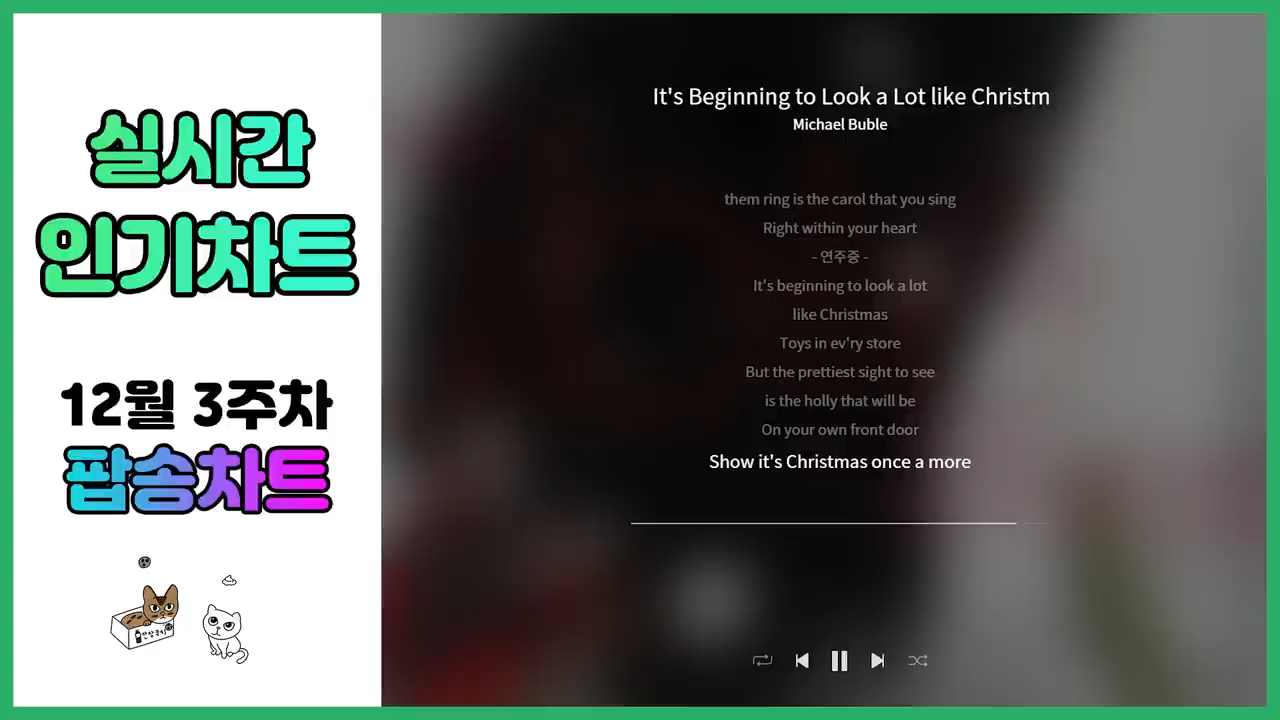 실시간
인기차트
12월 3주차
팝송차트
It's Beginning to Look a Lot like Christm
Michael Buble
them ring is the carol that you sing
Right within your heart
- 연주중 -
It's beginning to look a lot
like Christmas
Toys in ev'ry store
But the prettiest sight to see
is the holly that will be
On your own front door
Show it's Christmas once a more